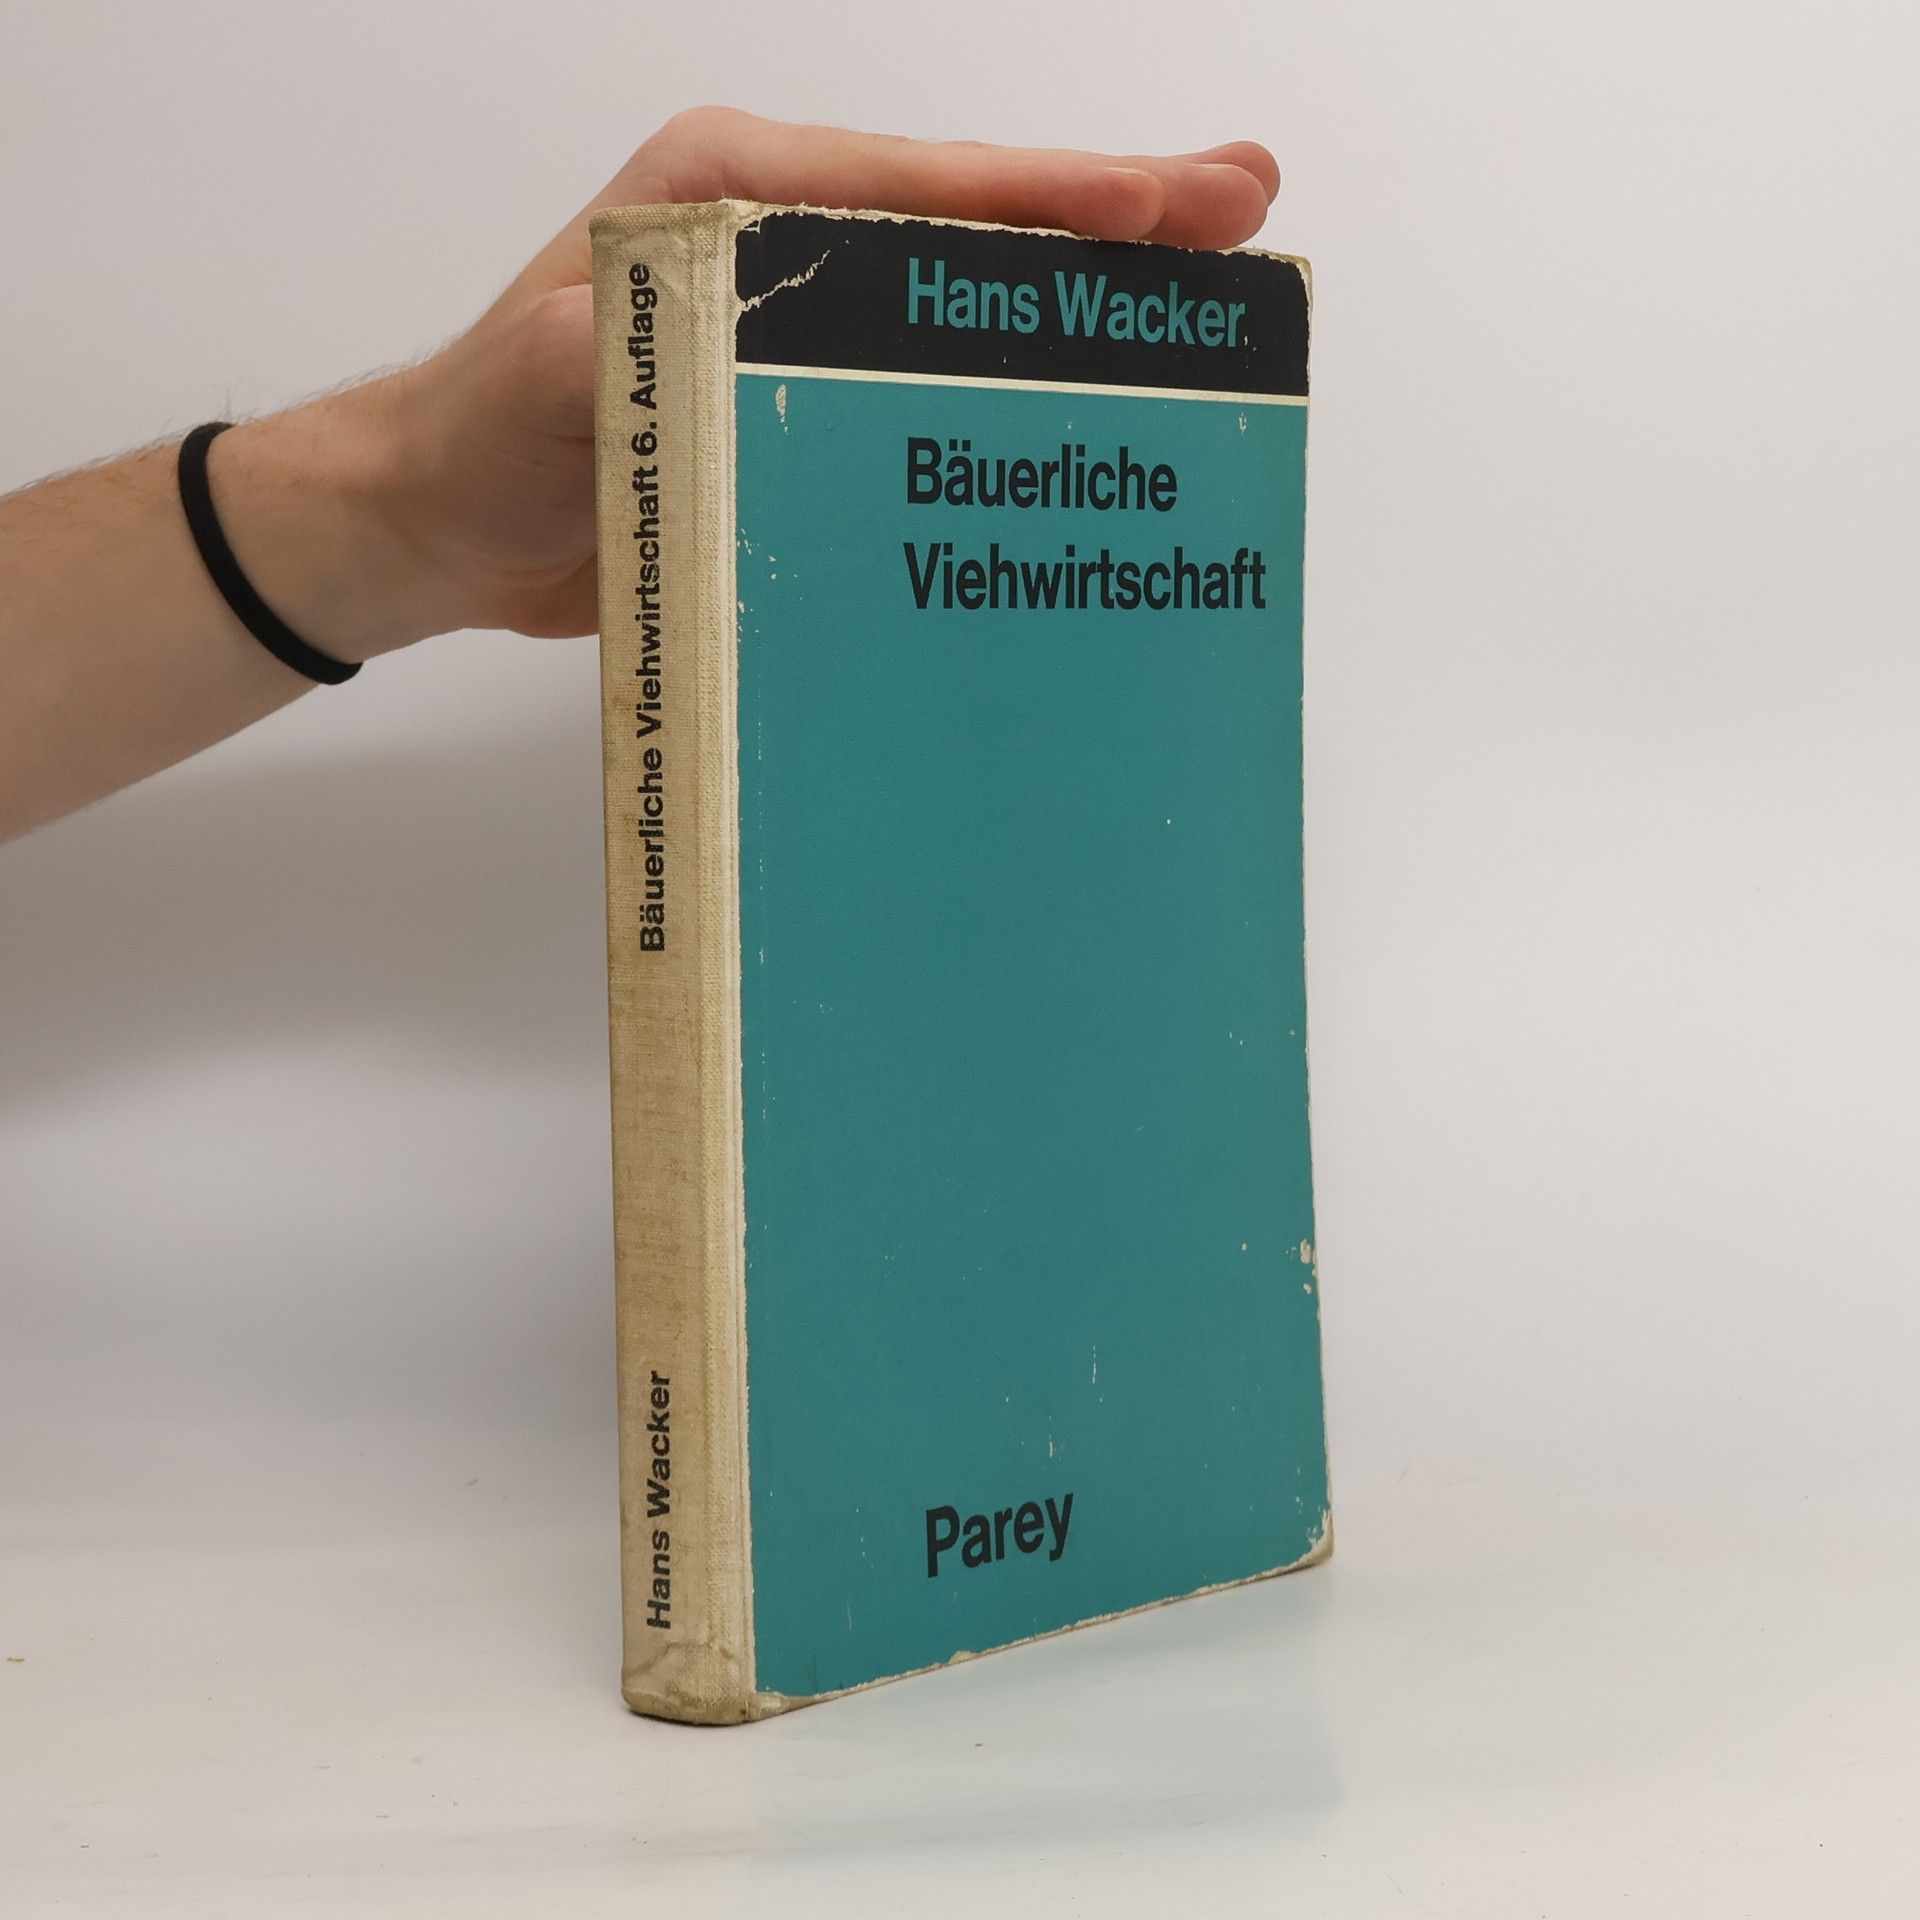 Hans Wacker
Bäuerliche
Viehwirtschaft
Parey
Bäuerliche Viehwirtschaft 6. Auflage
Hans Wacker